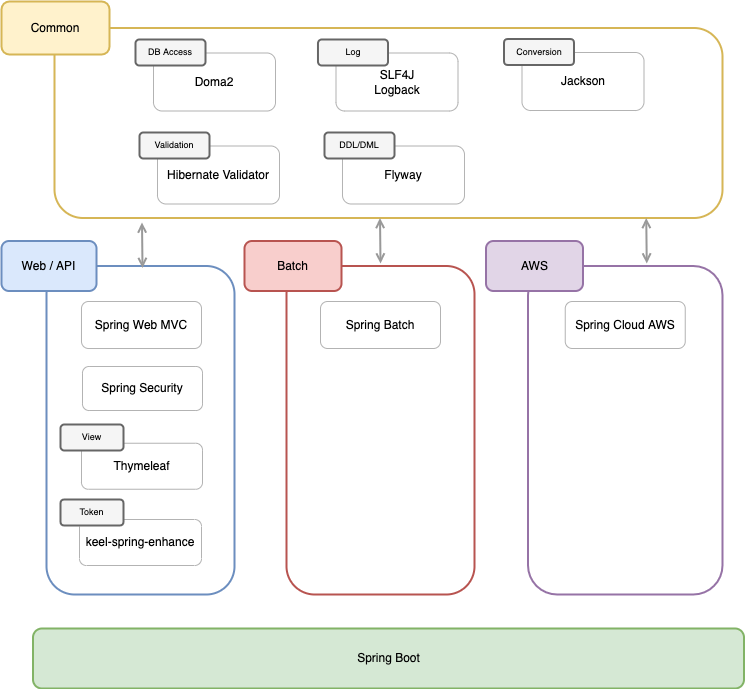 Common
DB Access
Doma2
Log
SLF4J
Logback
Conversion
Jackson
Validation
Hibernate Validator
DDL/DML
Flyway
Web / API
Spring Web MVC
Spring Security
View
Thymeleaf
Token
keel-spring-enhance
Batch
Spring Batch
AWS
Spring Cloud AWS
Spring Boot